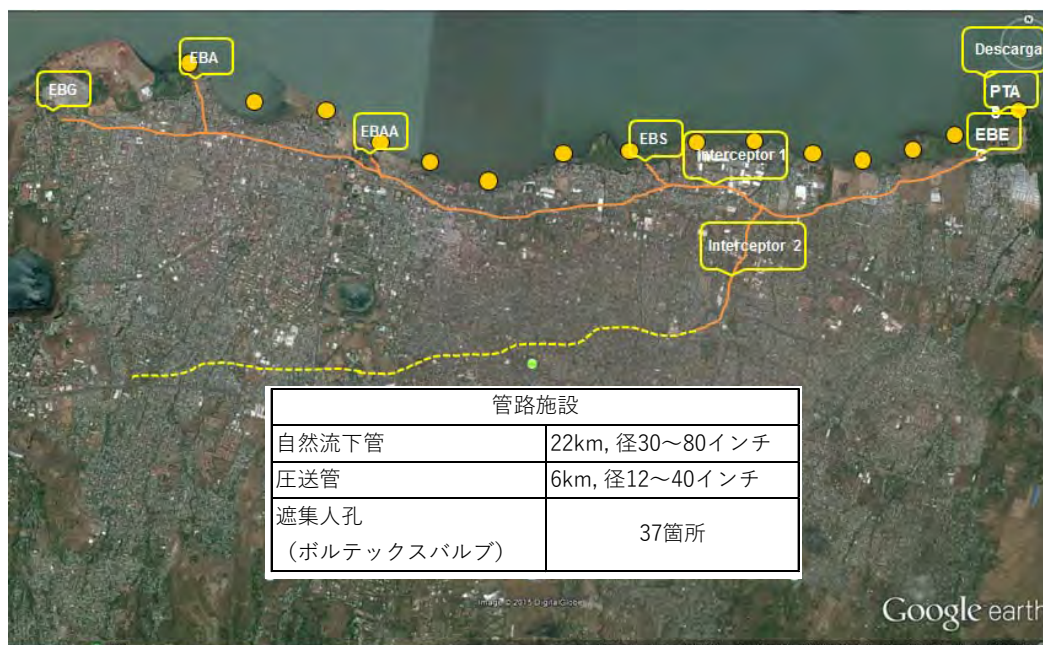 Descarga
EBA
EBG
PTA
EBAA
EBS
EBE
Interceptor 1
C
Interceptor 2
管路施設
自然流下管 22km, 径30～80インチ
圧送管 6km, 径12～40インチ
遮集人孔
（ボルテックスバルブ） 37箇所
Image © 2015 DigitalGlobe
Google earth